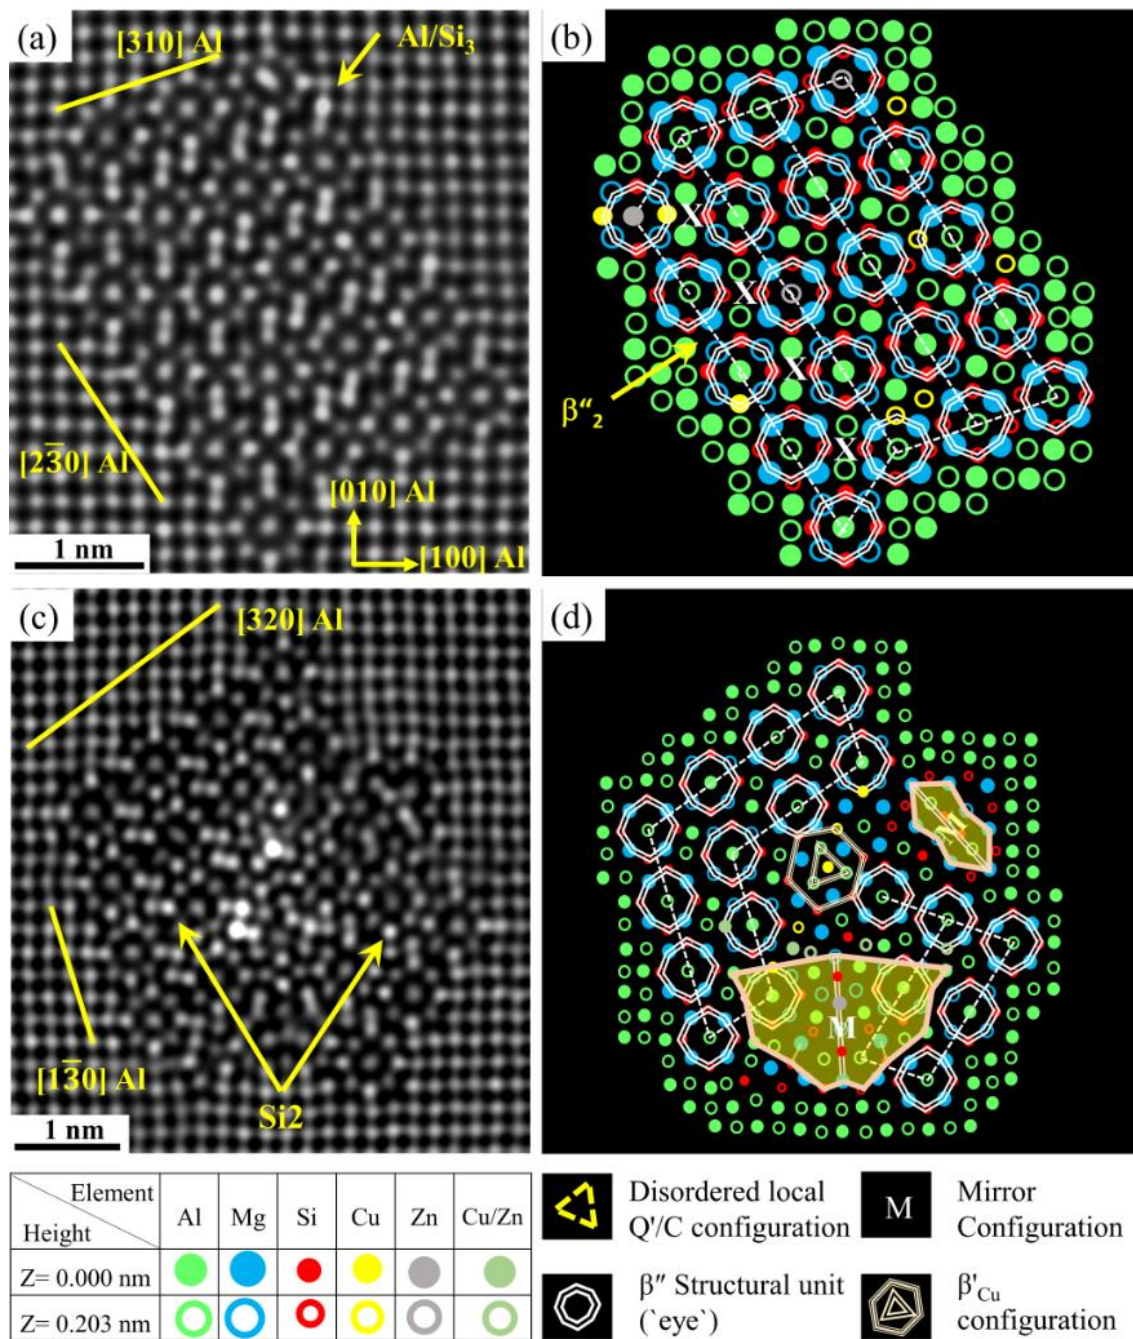 (a)
[310] Al
Al/Si₃
[23̅0] Al
[010] Al
[100] Al
1 nm
(b)
X
X
X
X
β“₂
(c)
[320] Al
[13̅0] Al
Si2
1 nm
(d)
M
M
Element
Height
Al Mg Si Cu Zn Cu/Zn
Z= 0.000 nm
Z= 0.203 nm
Disordered local
Q'/C configuration
M
Mirror
Configuration
β″ Structural unit
(`eye`)
β'Cu
configuration